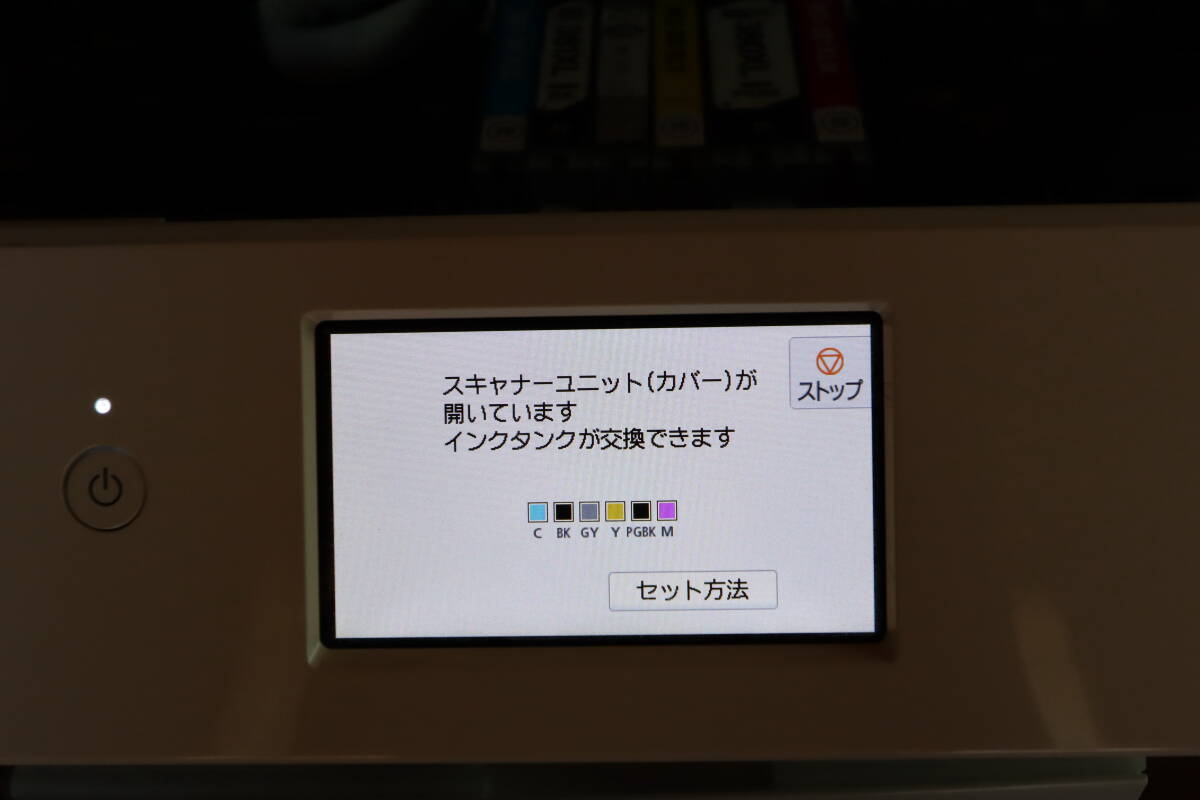 スキャナーユニット(カバー)が
開いています
インクタンクが交換できます
ストップ
C BK GY Y PGBK M
セット方法